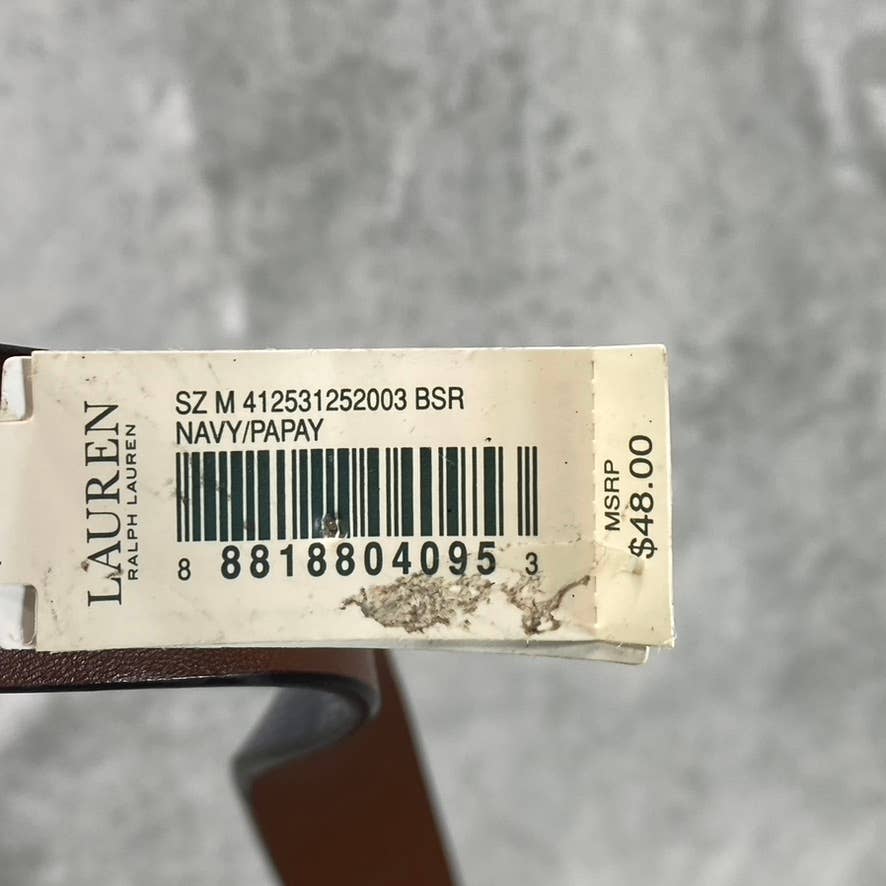 LAUREN
RALPH LAUREN
SZ M 412531252003 BSR
NAVY/PAPAY
8 8818804095 3
MSRP
$48.00